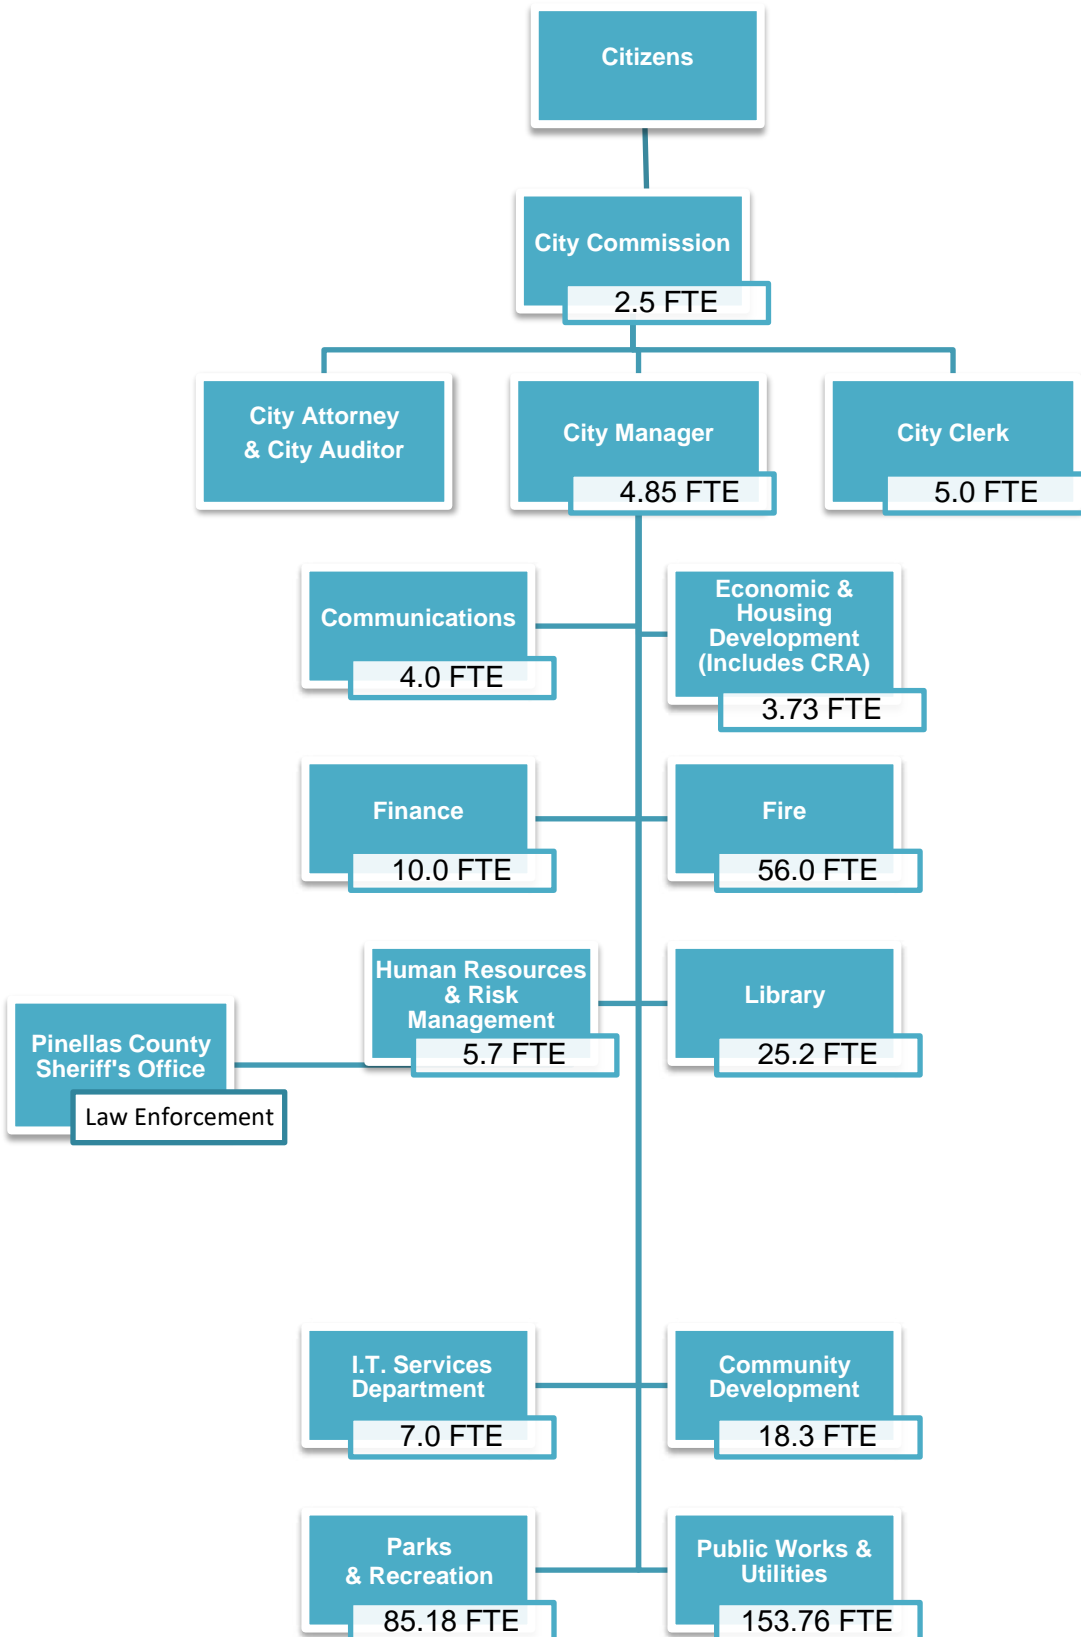 Citizens
City Commission
2.5 FTE
City Attorney
& City Auditor
City Manager
4.85 FTE
City Clerk
5.0 FTE
Communications
4.0 FTE
Economic &
Housing
Development
(Includes CRA)
3.73 FTE
Finance
10.0 FTE
Fire
56.0 FTE
Human Resources
& Risk
Management
5.7 FTE
Library
25.2 FTE
Pinellas County
Sheriff's Office
Law Enforcement
I.T. Services
Department
7.0 FTE
Community
Development
18.3 FTE
Parks
& Recreation
85.18 FTE
Public Works &
Utilities
153.76 FTE